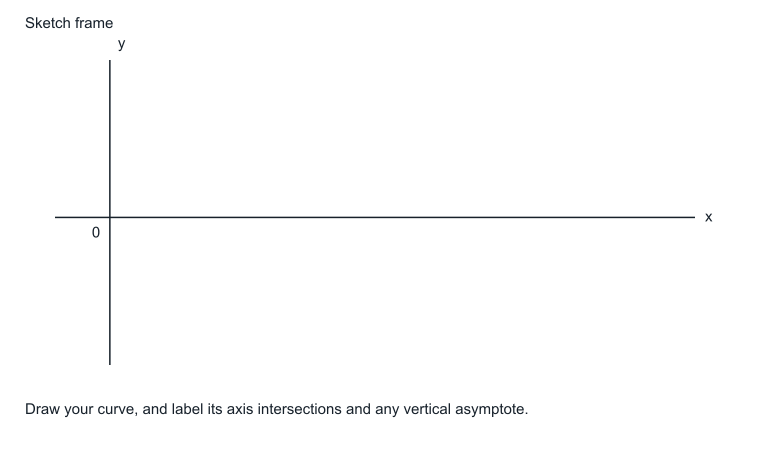 Sketch frame
y
x
0
Draw your curve, and label its axis intersections and any vertical asymptote.